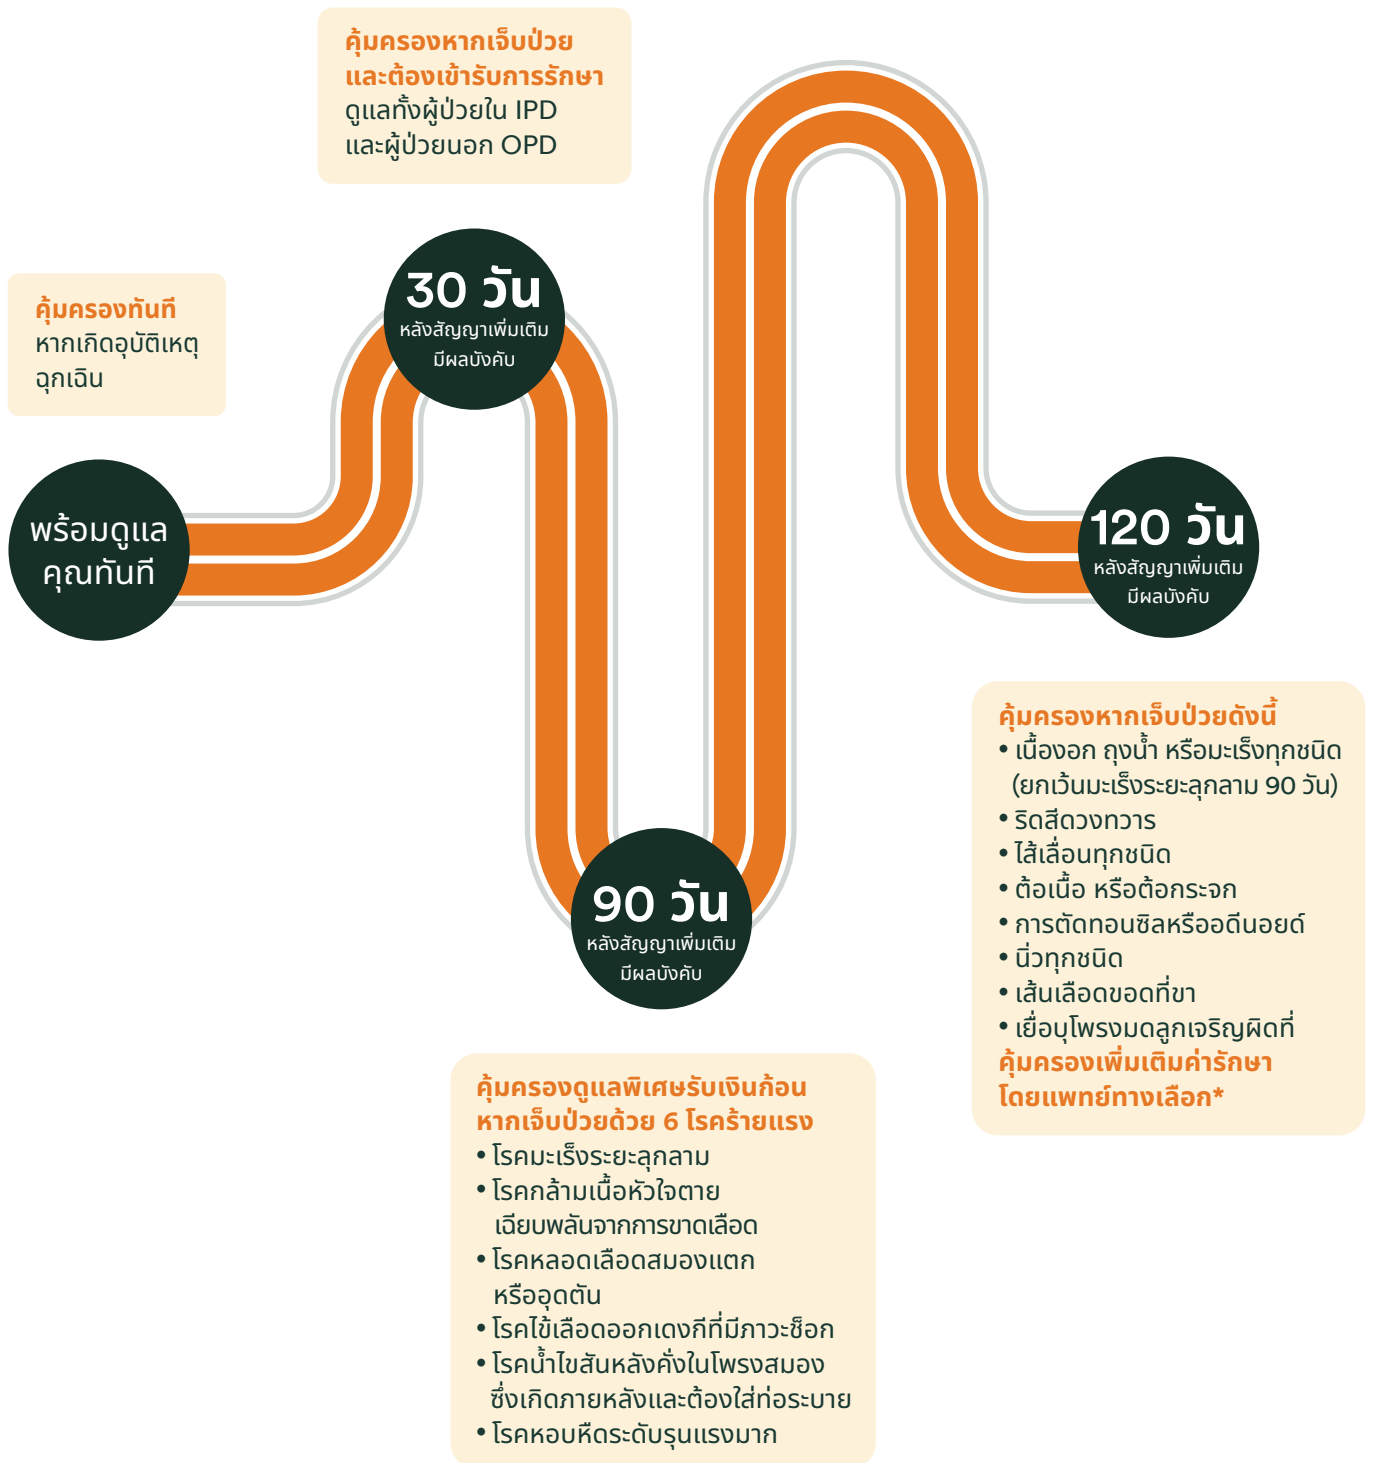 คุ้มครองหากเจ็บป่วย
และต้องเข้ารับการรักษา
ดูแลทั้งผู้ป่วยใน IPD
และผู้ป่วยนอก OPD
คุ้มครองทันที
หากเกิดอุบัติเหตุ
ฉุกเฉิน
พร้อมดูแล
คุณทันที
30 วัน
หลังสัญญาเพิ่มเติม
มีผลบังคับ
90 วัน
หลังสัญญาเพิ่มเติม
มีผลบังคับ
120 วัน
หลังสัญญาเพิ่มเติม
มีผลบังคับ
คุ้มครองดูแลพิเศษรับเงินก้อน
หากเจ็บป่วยด้วย 6 โรคร้ายแรง
• โรคมะเร็งระยะลุกลาม
• โรคกล้ามเนื้อหัวใจตาย
เฉียบพลันจากการขาดเลือด
• โรคหลอดเลือดสมองแตก
หรืออุดตัน
• โรคไข้เลือดออกเดงกีที่มีภาวะช็อก
• โรคน้ำไขสันหลังคั่งในโพรงสมอง
ซึ่งเกิดภายหลังและต้องใส่ท่อระบาย
• โรคหอบหืดระดับรุนแรงมาก
คุ้มครองหากเจ็บป่วยดังนี้
• เนื้องอก ถุงน้ำ หรือมะเร็งทุกชนิด
(ยกเว้นมะเร็งระยะลุกลาม 90 วัน)
• ริดสีดวงทวาร
• ไส้เลื่อนทุกชนิด
• ต้อเนื้อ หรือต้อกระจก
• การตัดทอนซิลหรืออดีนอยด์
• นิ่วทุกชนิด
• เส้นเลือดขอดที่ขา
• เยื่อบุโพรงมดลูกเจริญผิดที่
คุ้มครองเพิ่มเติมค่ารักษา
โดยแพทย์ทางเลือก*